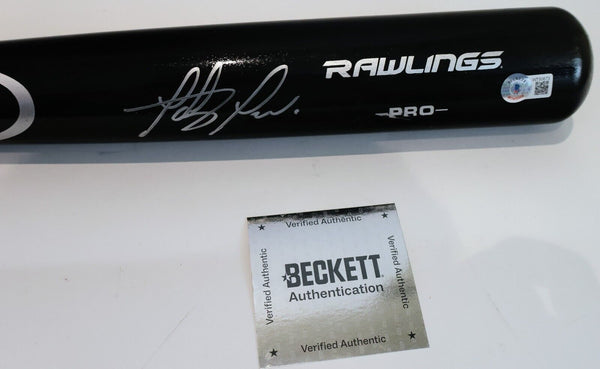 RAWLINGS
PRO
Verified Authentic
Verified Authentic
BECKETT
Authentication
Verified Authentic
Verified Authentic